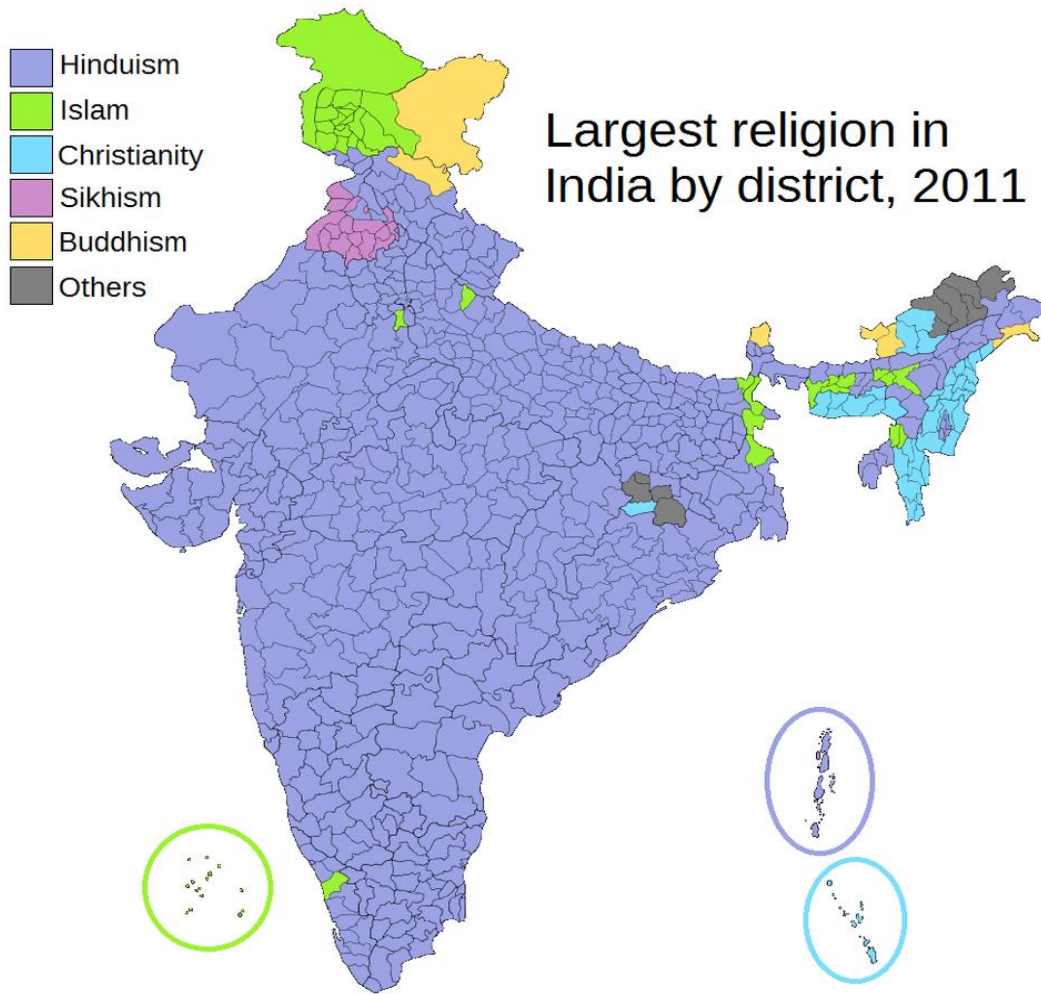 Hinduism
Islam
Christianity
Sikhism
Buddhism
Others
Largest religion in
India by district, 2011